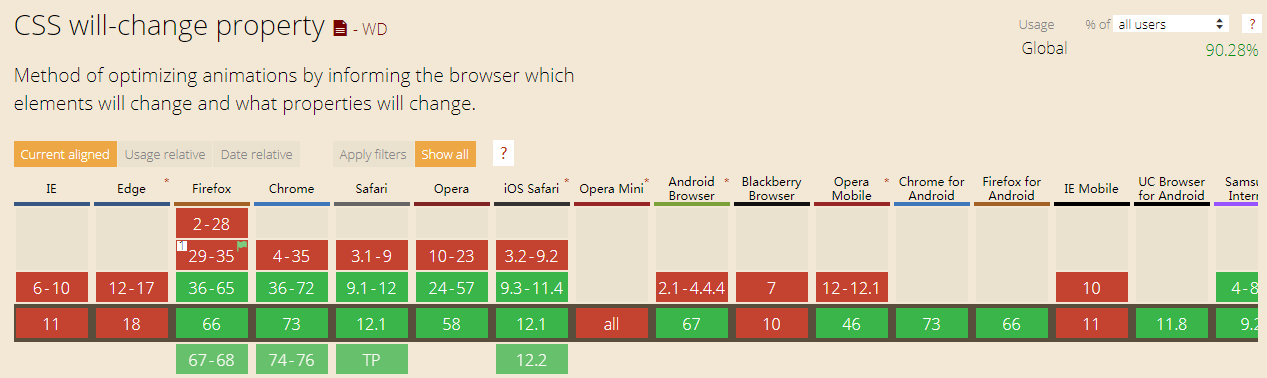 CSS will-change property - WD
Usage % of all users ?
Global 90.28%
Method of optimizing animations by informing the browser which
elements will change and what properties will change.
Current aligned Usage relative Date relative Apply filters Show all ?
IE Edge * Firefox Chrome Safari Opera iOS Safari * Opera Mini * Android Browser * Blackberry Browser Opera Mobile * Chrome for Android Firefox for Android IE Mobile UC Browser for Android
2-28
1 29-35 4-35 3.1-9 10-23 3.2-9.2
6-10 12-17 36-65 36-72 9.1-12 24-57 9.3-11.4 2.1-4.4.4 7 12-12.1 10 4-8
11 18 66 73 12.1 58 12.1 all 67 10 46 73 66 11 11.8 9.2
67-68 74-76 TP 12.2